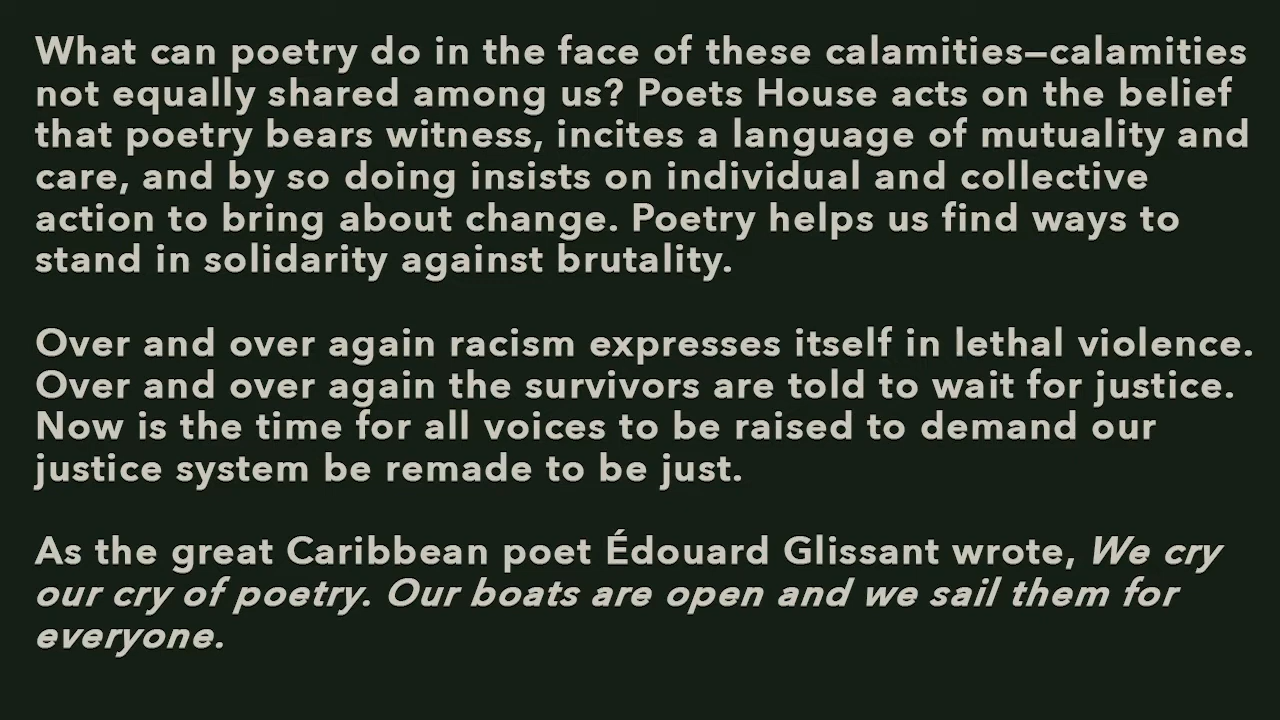 What can poetry do in the face of these calamities—calamities
not equally shared among us? Poets House acts on the belief
that poetry bears witness, incites a language of mutuality and
care, and by so doing insists on individual and collective
action to bring about change. Poetry helps us find ways to
stand in solidarity against brutality.
Over and over again racism expresses itself in lethal violence.
Over and over again the survivors are told to wait for justice.
Now is the time for all voices to be raised to demand our
justice system be remade to be just.
As the great Caribbean poet Édouard Glissant wrote, We cry
our cry of poetry. Our boats are open and we sail them for
everyone.